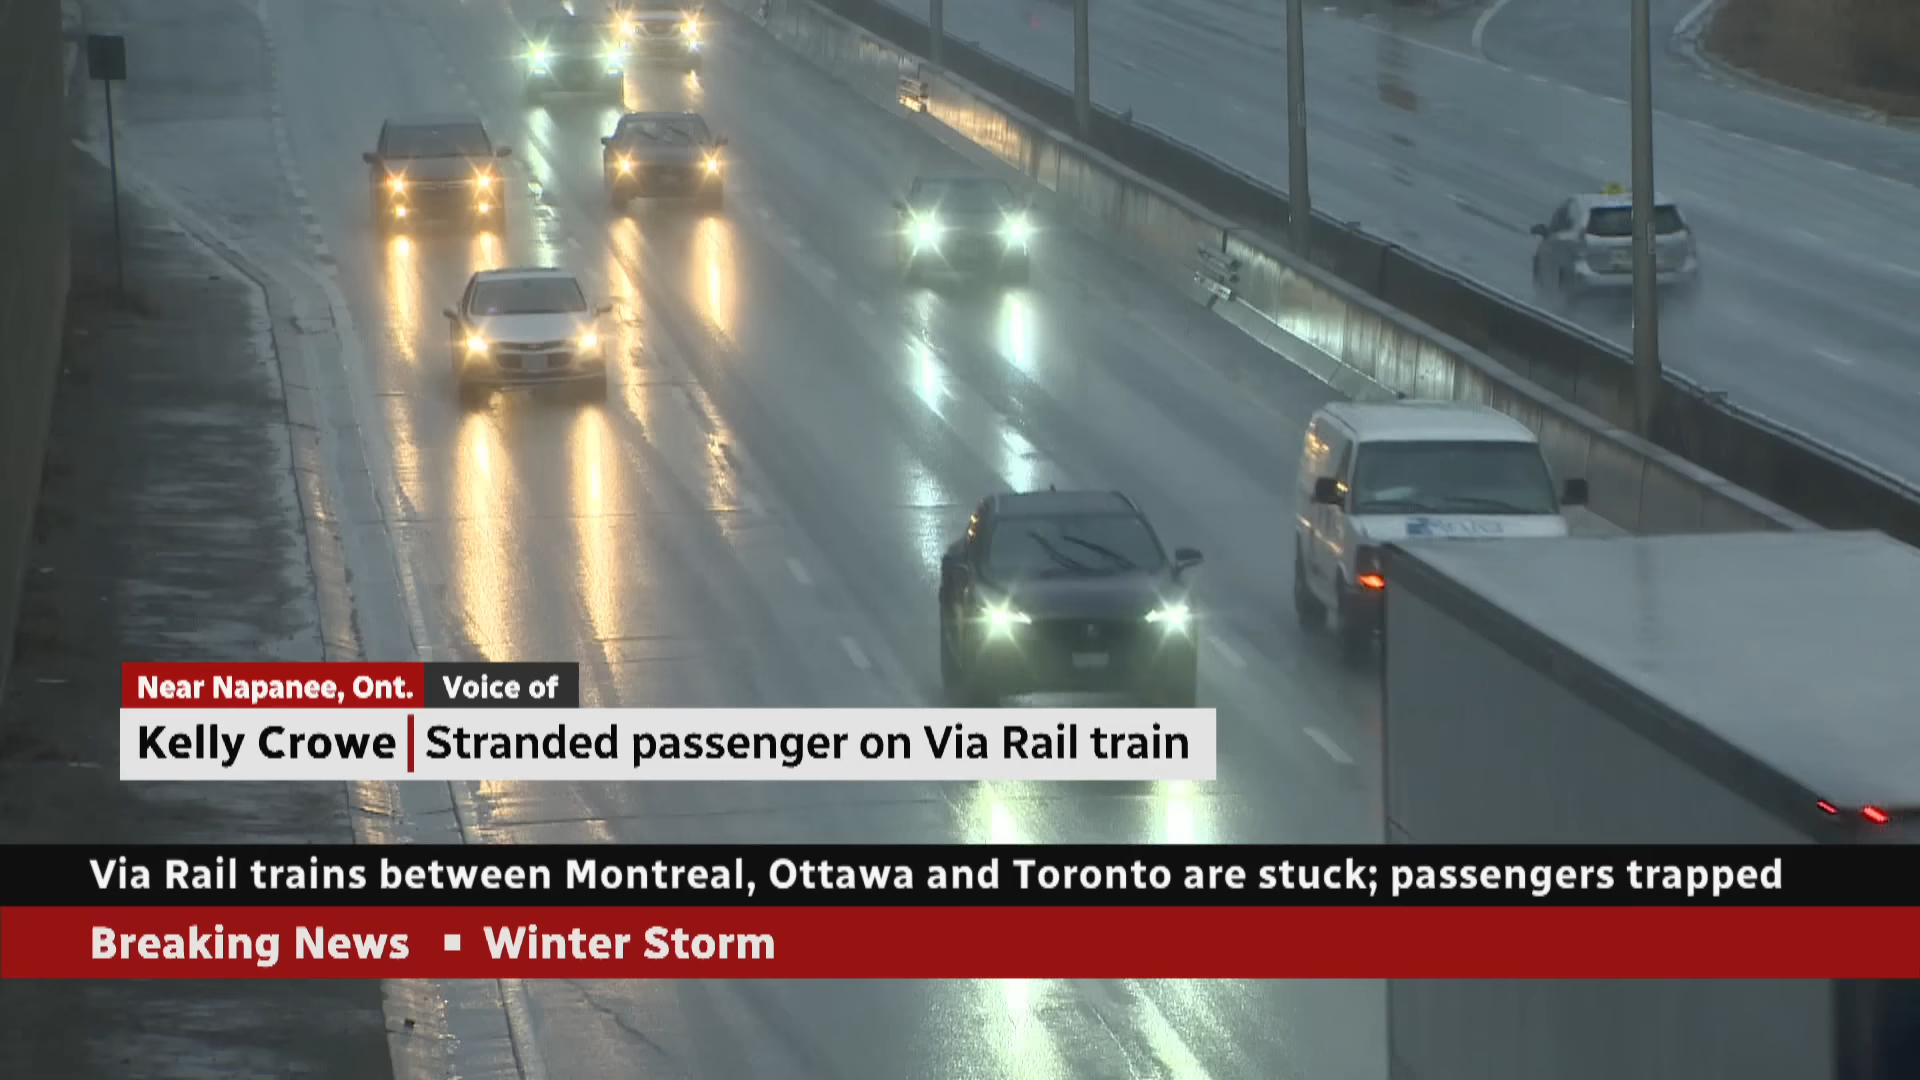 Near Napanee, Ont. Voice of
Kelly Crowe Stranded passenger on Via Rail train
Via Rail trains between Montreal, Ottawa and Toronto are stuck; passengers trapped
Breaking News ▪ Winter Storm